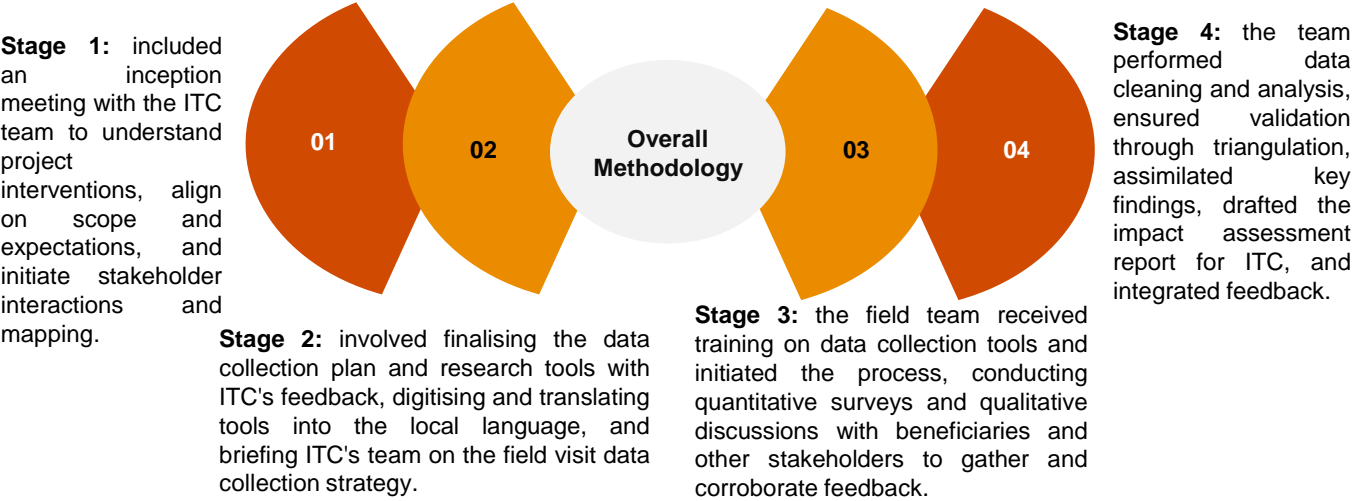 Stage 1: included
an inception
meeting with the ITC
team to understand
project
interventions, align
on scope and
expectations, and
initiate stakeholder
interactions and
mapping.
01
02
Overall
Methodology
03
04
Stage 2: involved finalising the data
collection plan and research tools with
ITC's feedback, digitising and translating
tools into the local language, and
briefing ITC's team on the field visit data
collection strategy.
Stage 3: the field team received
training on data collection tools and
initiated the process, conducting
quantitative surveys and qualitative
discussions with beneficiaries and
other stakeholders to gather and
corroborate feedback.
Stage 4: the team
performed data
cleaning and analysis,
ensured validation
through triangulation,
assimilated key
findings, drafted the
impact assessment
report for ITC, and
integrated feedback.